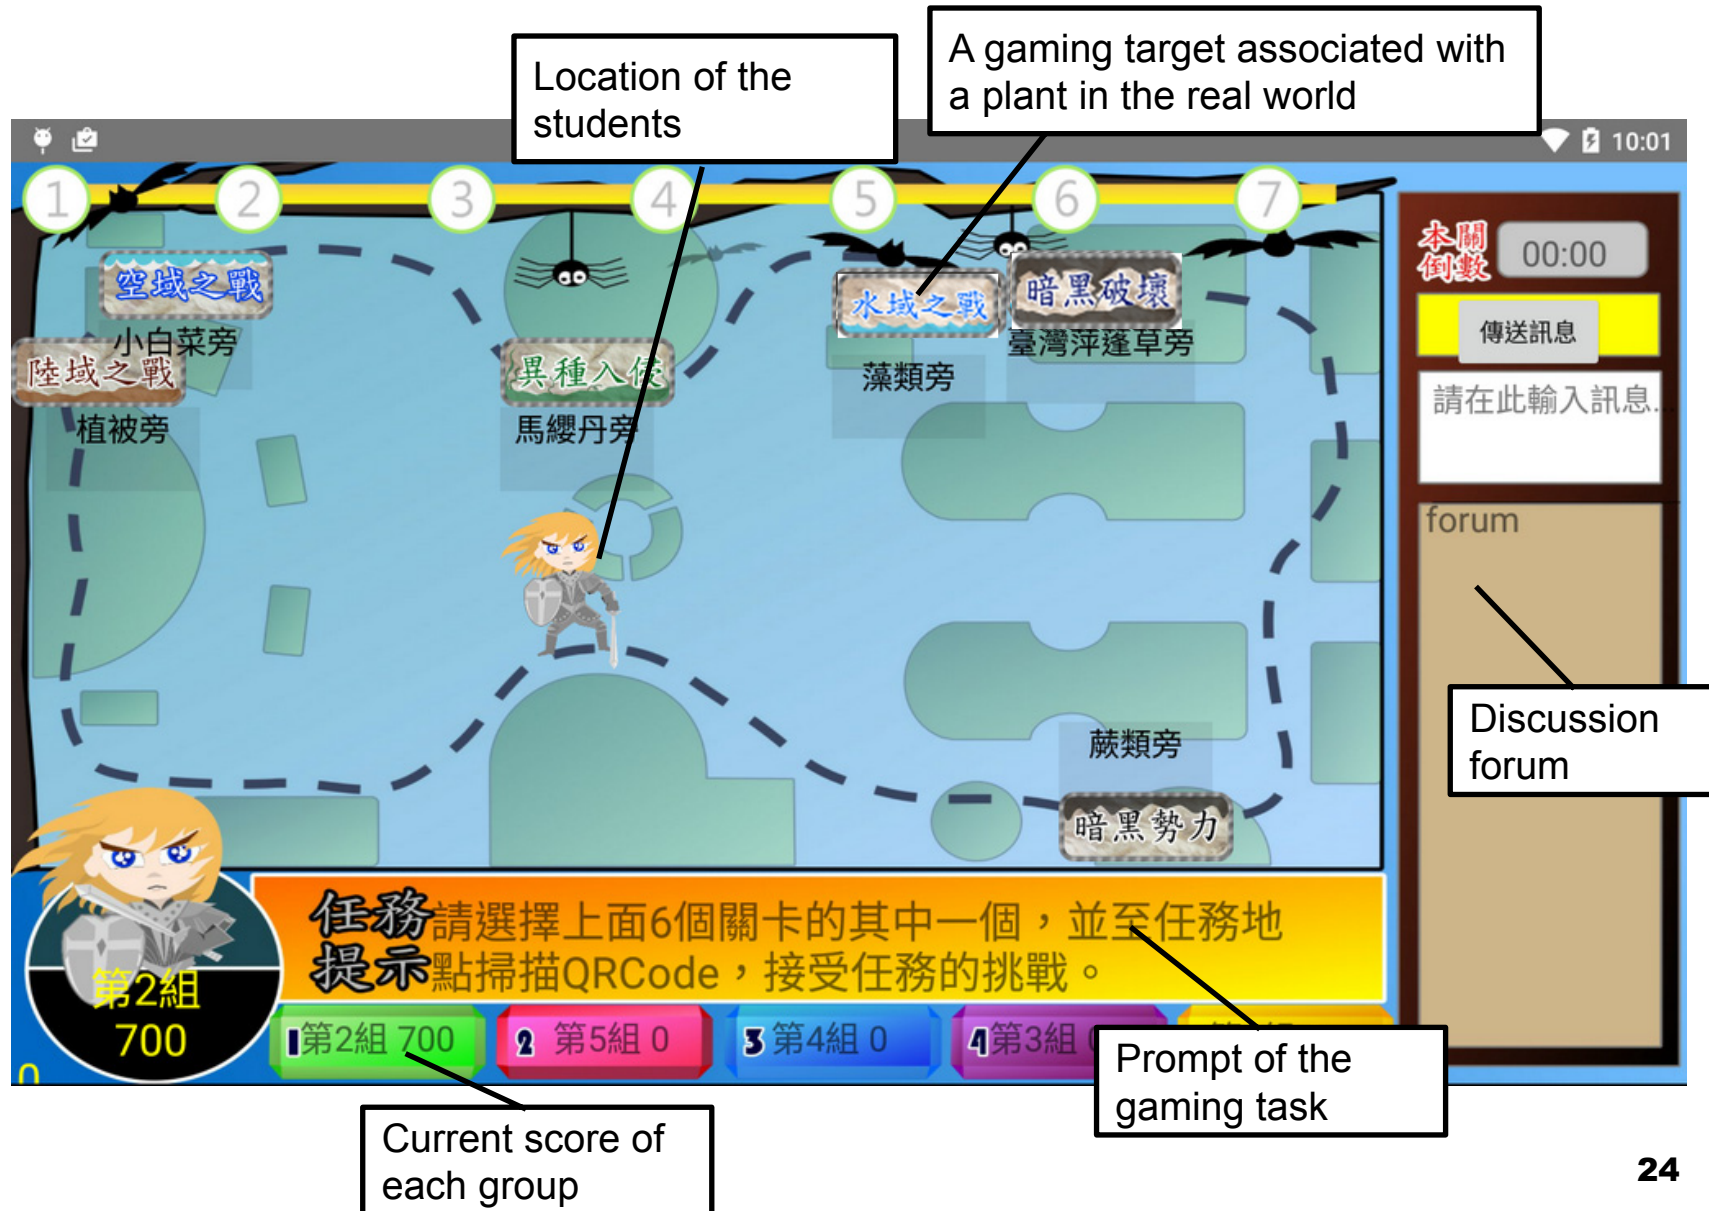 Location of the
students
A gaming target associated with
a plant in the real world
10:01
1 2 3 4 5 6 7
空域之戰
小白菜旁
陸域之戰
植被旁
異種入侵
馬纓丹旁
水域之戰
藻類旁
暗黑破壞
臺灣萍蓬草旁
蕨類旁
暗黑勢力
本關
倒數
00:00
傳送訊息
請在此輸入訊息...
forum
Discussion
forum
第2組
700
0
任務
提示
請選擇上面6個關卡的其中一個，並至任務地
點掃描QRCode，接受任務的挑戰。
1 第2組 700
2 第5組 0
3 第4組 0
4 第3組
Prompt of the
gaming task
Current score of
each group
24